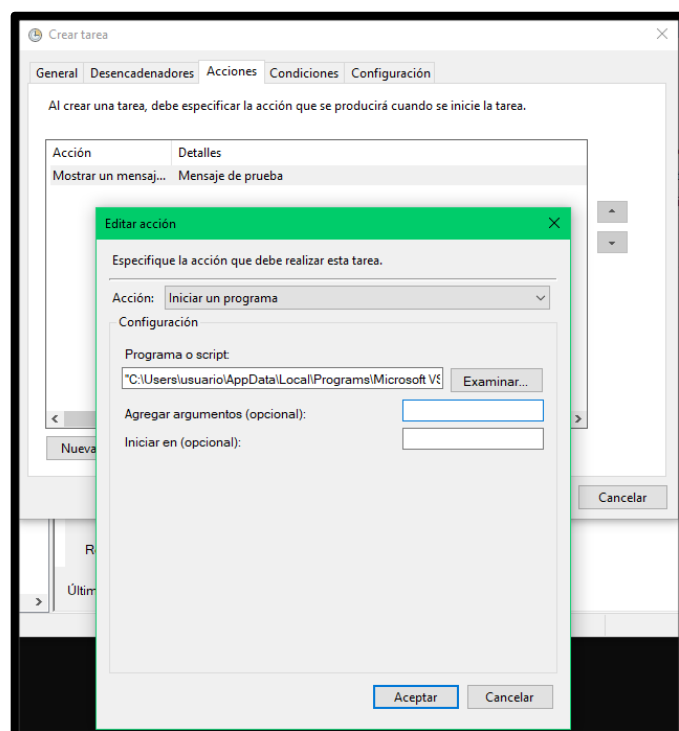 Crear tarea
General Desencadenadores Acciones Condiciones Configuración
Al crear una tarea, debe especificar la acción que se producirá cuando se inicie la tarea.
Acción Detalles
Mostrar un mensaj... Mensaje de prueba
Editar acción
Especifique la acción que debe realizar esta tarea.
Acción: Iniciar un programa
Configuración
Programa o script:
"C:\Users\usuario\AppData\Local\Programs\Microsoft VS
Examinar...
Agregar argumentos (opcional):
Iniciar en (opcional):
Nueva
Cancelar
R
Últim
Aceptar Cancelar